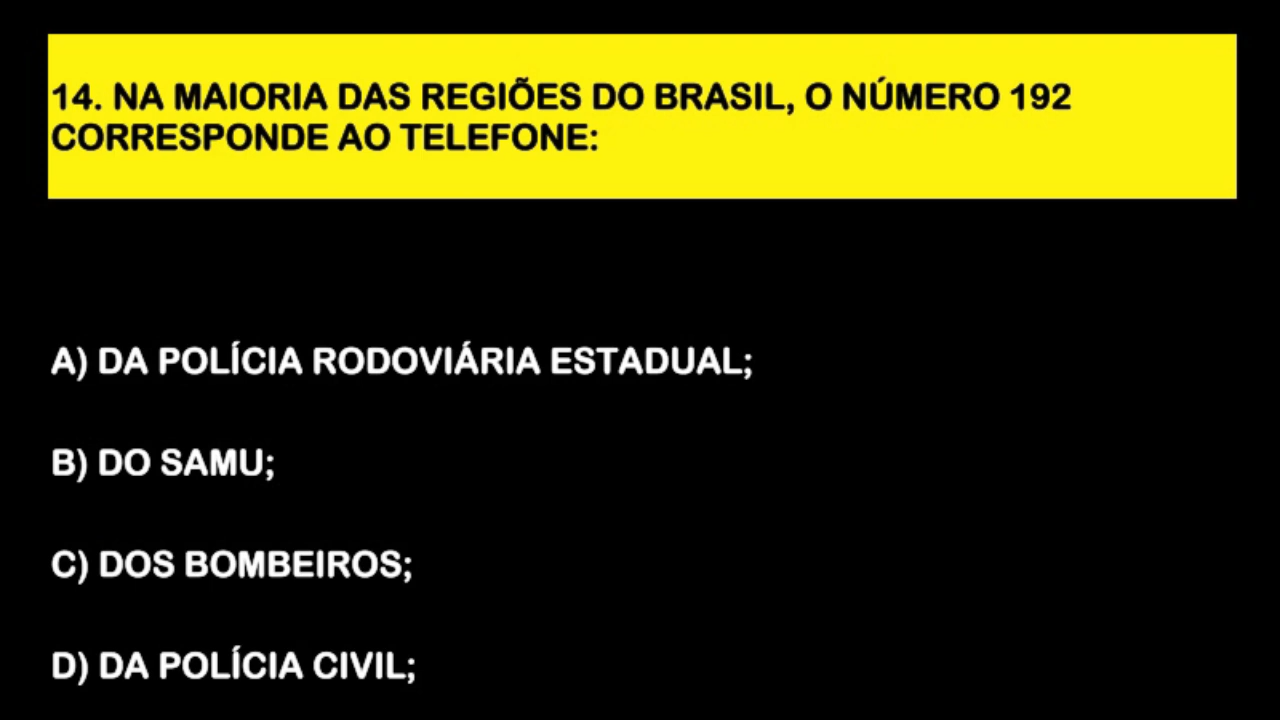 14. NA MAIORIA DAS REGIÕES DO BRASIL, O NÚMERO 192
CORRESPONDE AO TELEFONE:
A) DA POLÍCIA RODOVIÁRIA ESTADUAL;
B) DO SAMU;
C) DOS BOMBEIROS;
D) DA POLÍCIA CIVIL;